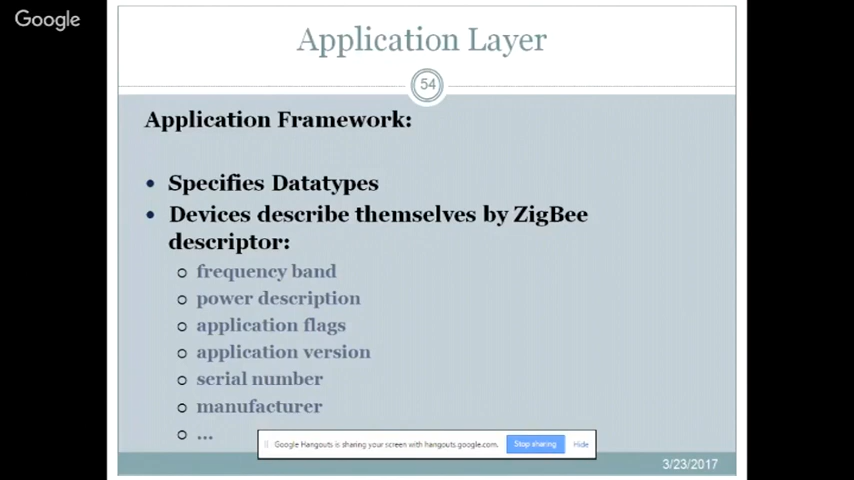 Google
Application Layer
54
Application Framework:
• Specifies Datatypes
• Devices describe themselves by ZigBee
descriptor:
o frequency band
o power description
o application flags
o application version
o serial number
o manufacturer
o ...
Google Hangouts is sharing your screen with hangouts.google.com. Stop sharing Hide
3/23/2017